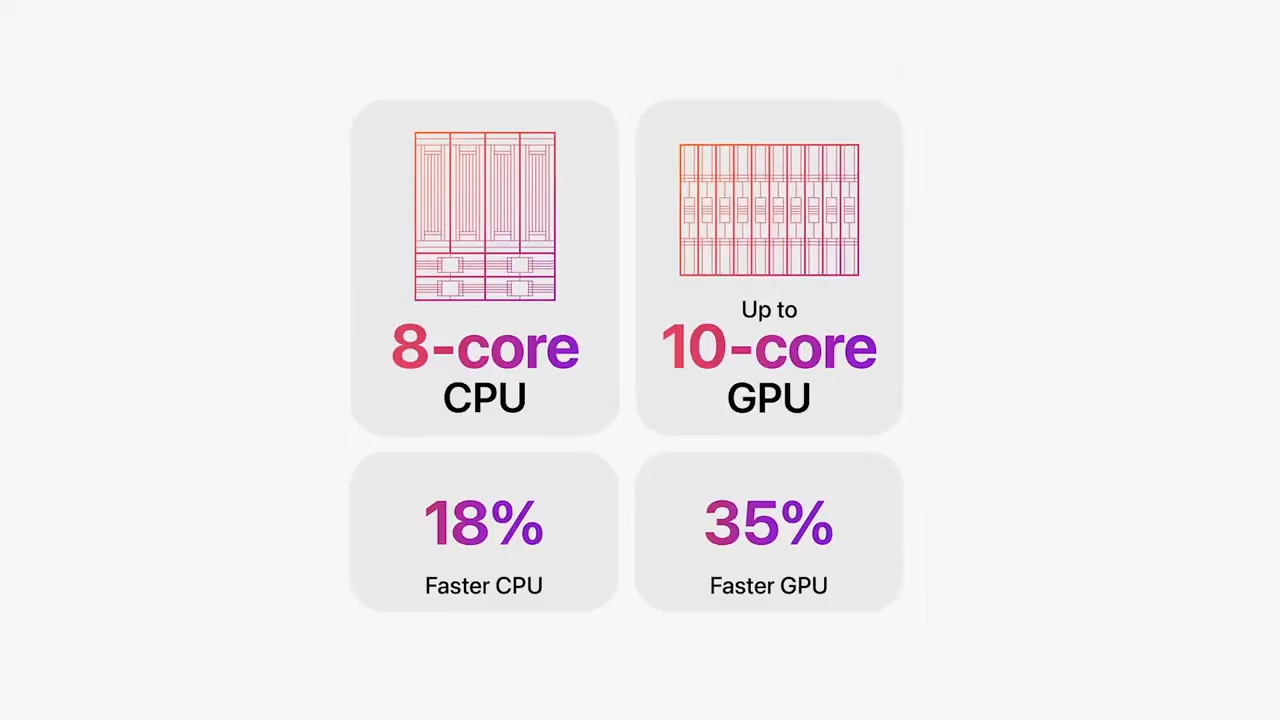 8-core
CPU
Up to
10-core
GPU
18%
Faster CPU
35%
Faster GPU